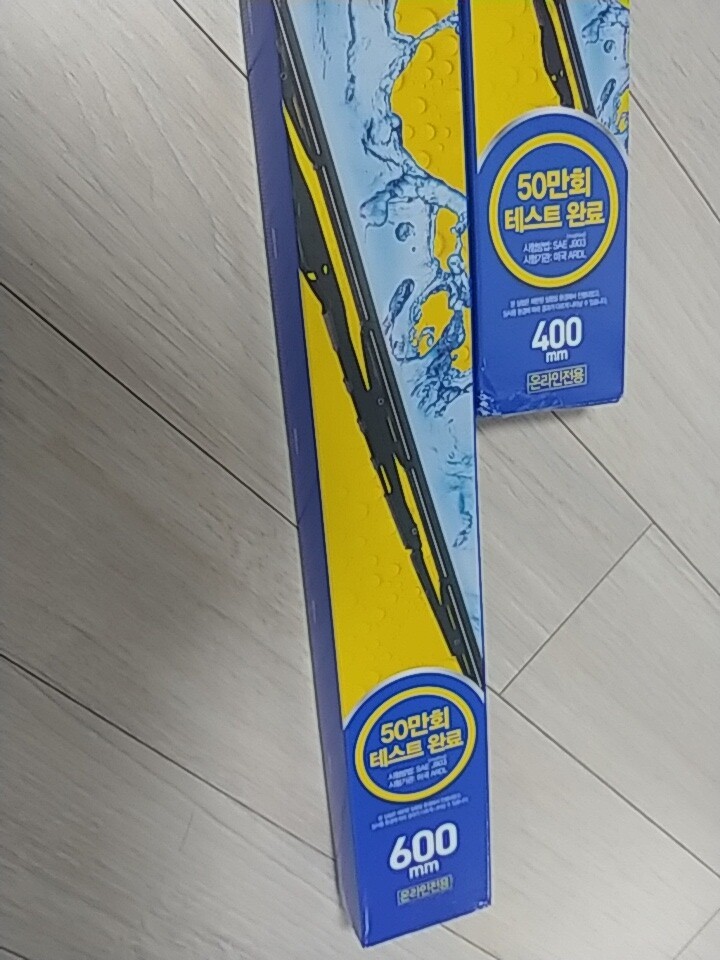 50만회
테스트 완료
시험방법: SAE J903
시험기관: 미국 ARDL
400
mm
온라인전용
50만회
테스트 완료
시험방법: SAE J903
시험기관: 미국 ARDL
600
mm
온라인전용